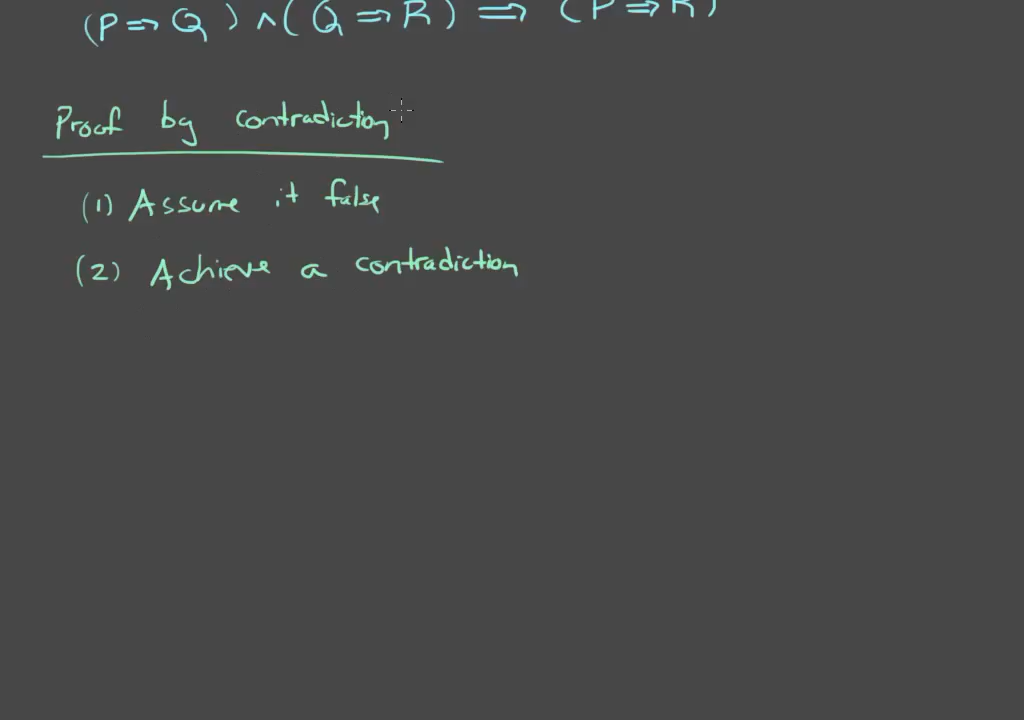 (P ⇒ Q) ∧ (Q ⇒ R) ⟹ (P ⇒ R)
Proof by contradiction
(1) Assume it false
(2) Achieve a contradiction